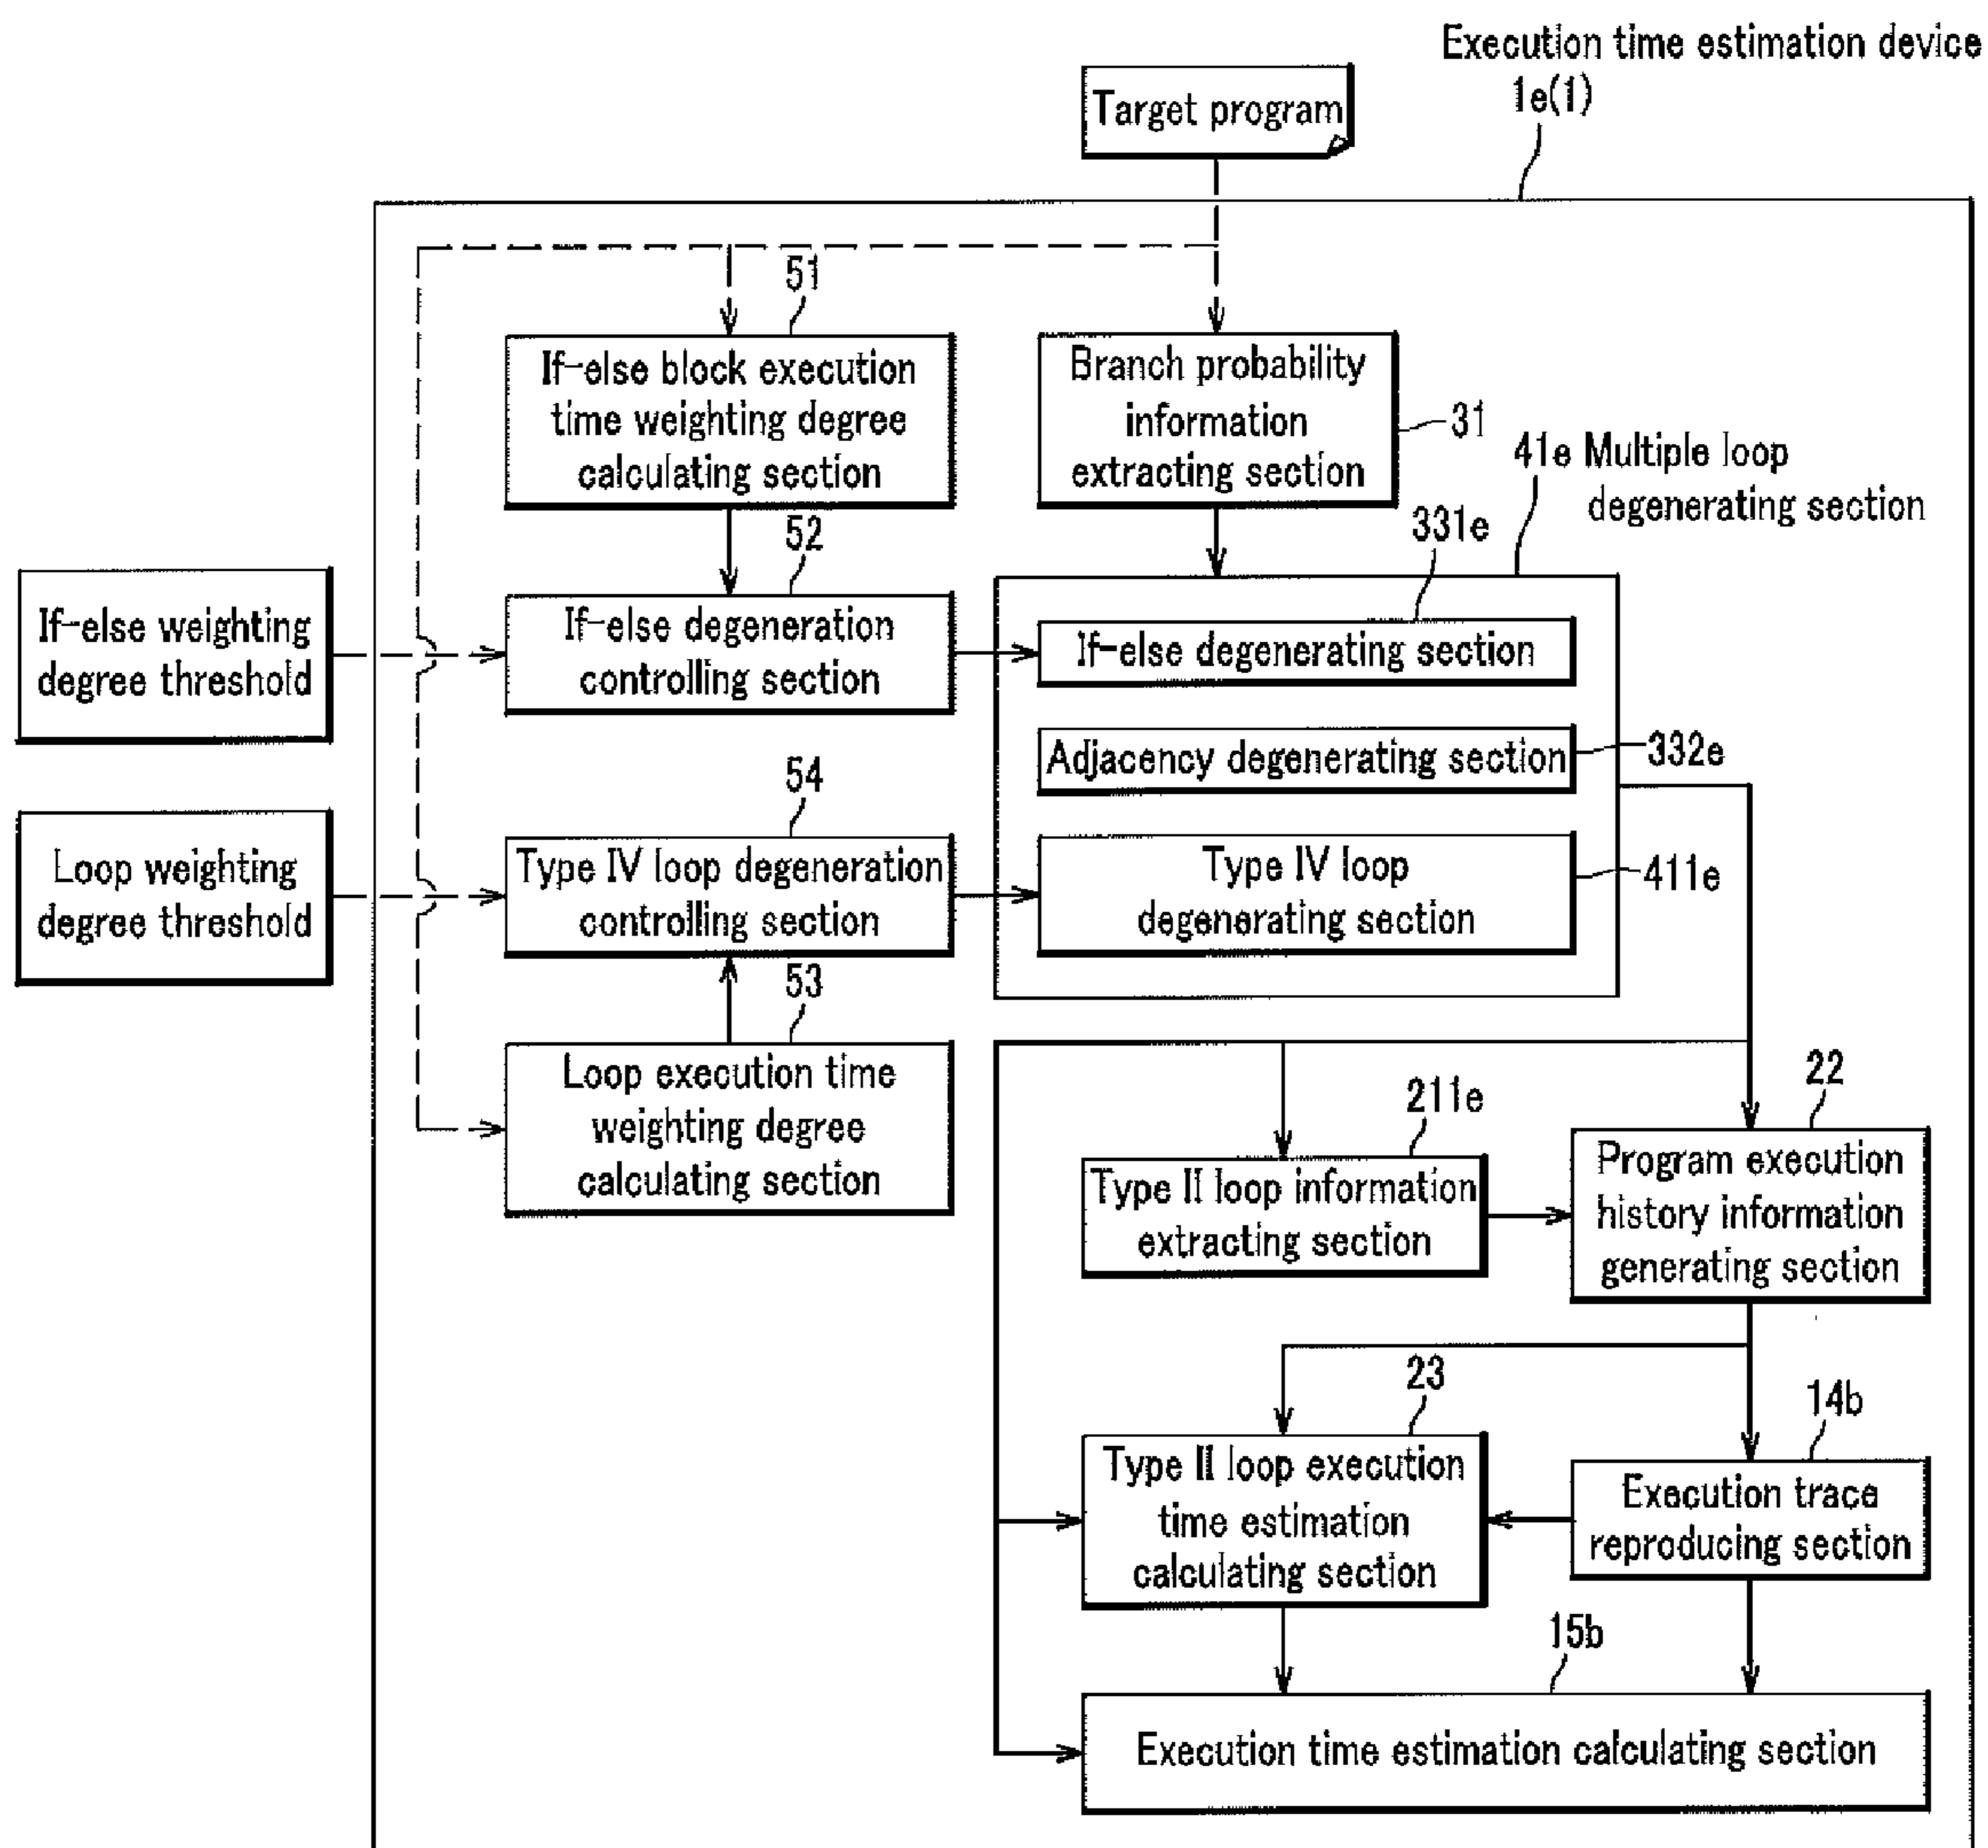 Execution time estimation device
1e(1)
Target program
51
If-else block execution
time weighting degree
calculating section
Branch probability
information
extracting section
31
41e Multiple loop
degenerating section
52
331e
If-else weighting
degree threshold
If-else degeneration
controlling section
If-else degenerating section
Adjacency degenerating section
332e
54
Loop weighting
degree threshold
Type IV loop degeneration
controlling section
Type IV loop
degenerating section
411e
53
Loop execution time
weighting degree
calculating section
211e
22
Type II loop information
extracting section
Program execution
history information
generating section
23
14b
Type II loop execution
time estimation
calculating section
Execution trace
reproducing section
15b
Execution time estimation calculating section